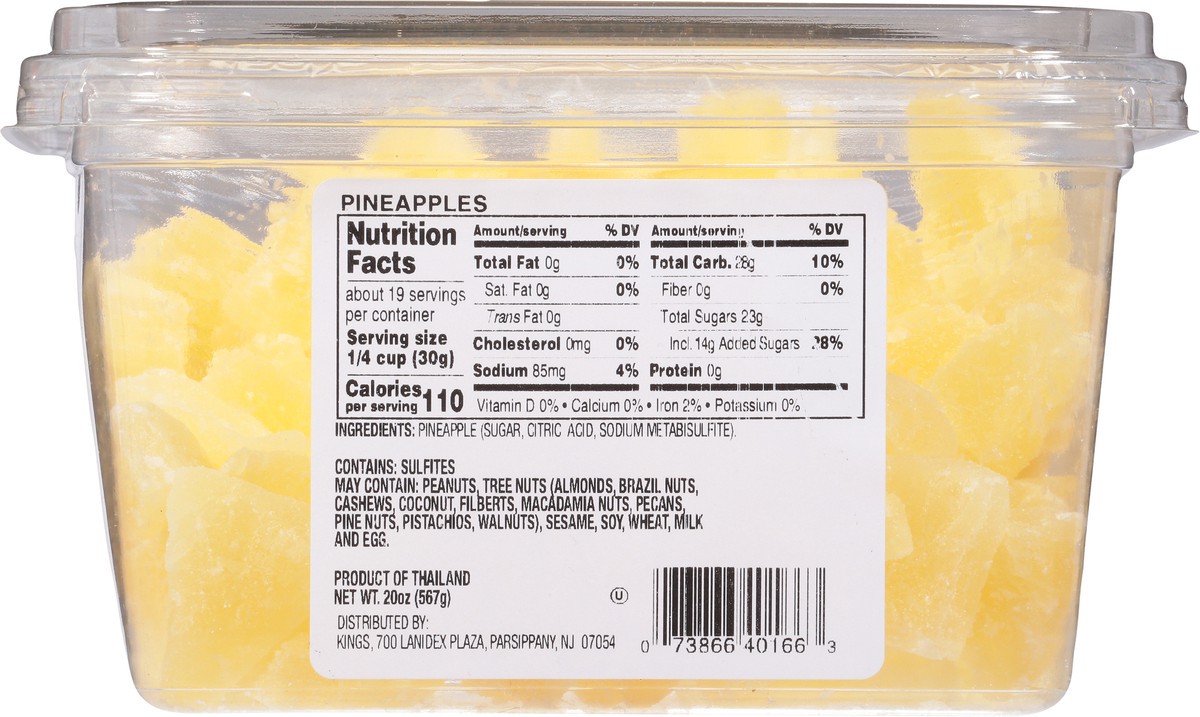 PINEAPPLES
Nutrition
Facts
about 19 servings
per container
Serving size
1/4 cup (30g)
Calories
per serving 110
Amount/serving % DV
Total Fat 0g 0%
Sat. Fat 0g 0%
Trans Fat 0g
Cholesterol 0mg 0%
Sodium 85mg 4%
Amount/serving % DV
Total Carb. 28g 10%
Fiber 0g 0%
Total Sugars 23g
Incl. 14g Added Sugars
Protein 0g
Vitamin D 0% • Calcium 0% • Iron 2% • Potassium 0%
INGREDIENTS: PINEAPPLE (SUGAR, CITRIC ACID, SODIUM METABISULFITE).
CONTAINS: SULFITES
MAY CONTAIN: PEANUTS, TREE NUTS (ALMONDS, BRAZIL NUTS,
CASHEWS, COCONUT, FILBERTS, MACADAMIA NUTS, PECANS,
PINE NUTS, PISTACHIOS, WALNUTS), SESAME, SOY, WHEAT, MILK
AND EGG.
PRODUCT OF THAILAND
NET WT. 20oz (567g)
U
DISTRIBUTED BY:
KINGS, 700 LANIDEX PLAZA, PARSIPPANY, NJ 07054
0 73866 40166 3